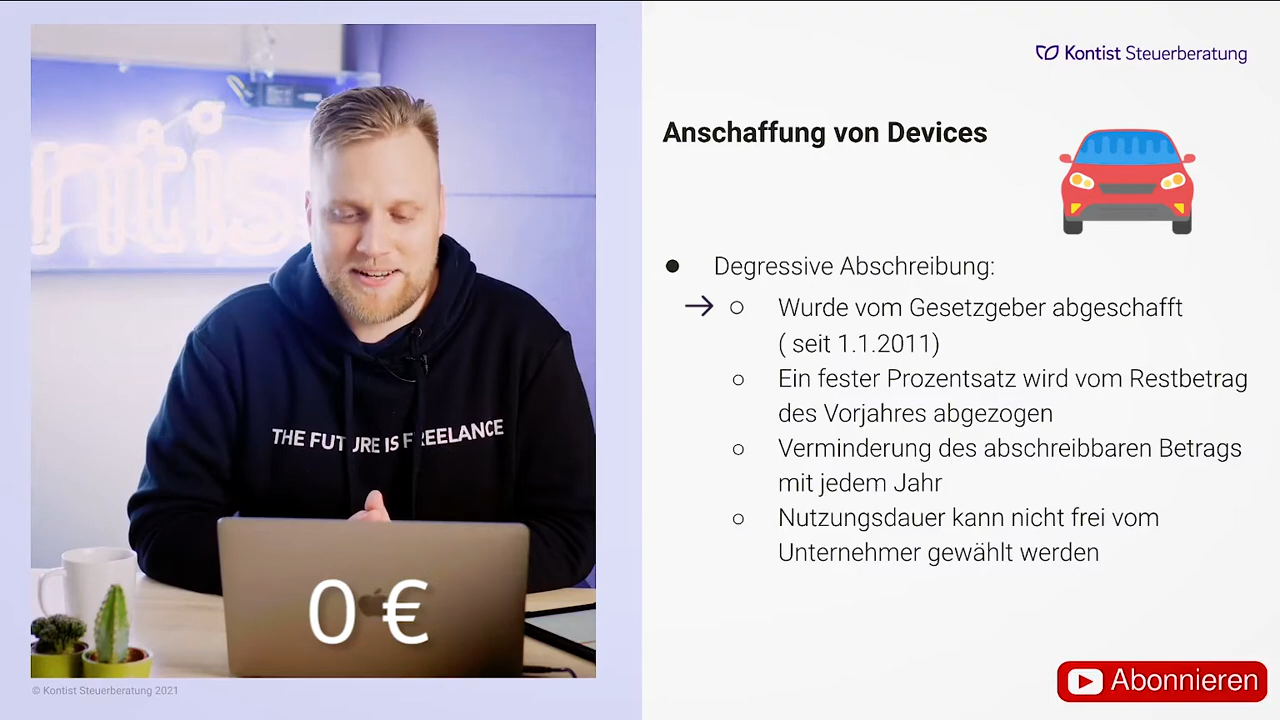 ntis
THE FUTURE IS FREELANCE
0 €
© Kontist Steuerberatung 2021
Kontist Steuerberatung
Anschaffung von Devices
Degressive Abschreibung:
Wurde vom Gesetzgeber abgeschafft
( seit 1.1.2011)
Ein fester Prozentsatz wird vom Restbetrag
des Vorjahres abgezogen
Verminderung des abschreibbaren Betrags
mit jedem Jahr
Nutzungsdauer kann nicht frei vom
Unternehmer gewählt werden
Abonnieren